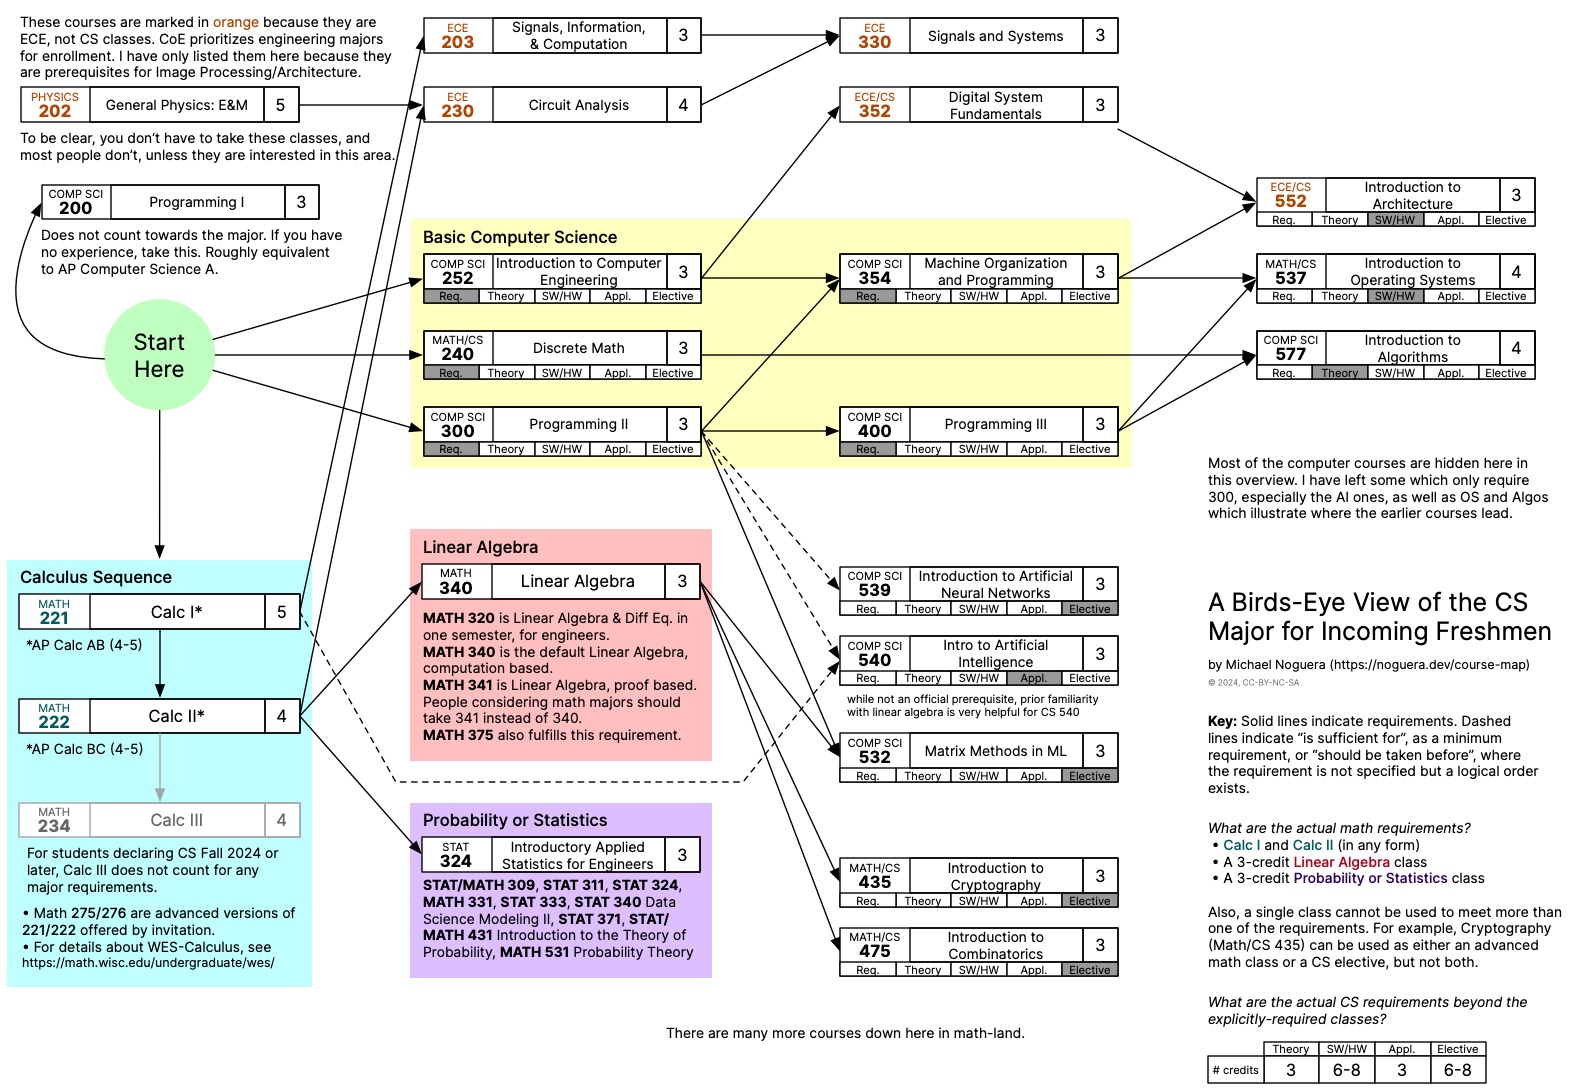 These courses are marked in orange because they are
ECE, not CS classes. CoE prioritizes engineering majors
for enrollment. I have only listed them here because they
are prerequisites for Image Processing/Architecture.
PHYSICS
202
General Physics: E&M
5
To be clear, you don’t have to take these classes, and
most people don’t, unless they are interested in this area.
ECE
203
Signals, Information,
& Computation
3
ECE
230
Circuit Analysis
4
ECE
330
Signals and Systems
3
ECE/CS
352
Digital System
Fundamentals
3
COMP SCI
200
Programming I
3
Does not count towards the major. If you have
no experience, take this. Roughly equivalent
to AP Computer Science A.
Start
Here
Basic Computer Science
COMP SCI
252
Introduction to Computer
Engineering
3
Req. Theory SW/HW Appl. Elective
MATH/CS
240
Discrete Math
3
Req. Theory SW/HW Appl. Elective
COMP SCI
300
Programming II
3
Req. Theory SW/HW Appl. Elective
COMP SCI
354
Machine Organization
and Programming
3
Req. Theory SW/HW Appl. Elective
COMP SCI
400
Programming III
3
Req. Theory SW/HW Appl. Elective
ECE/CS
552
Introduction to
Architecture
3
Req. Theory SW/HW Appl. Elective
MATH/CS
537
Introduction to
Operating Systems
4
Req. Theory SW/HW Appl. Elective
COMP SCI
577
Introduction to
Algorithms
4
Req. Theory SW/HW Appl. Elective
Most of the computer courses are hidden here in
this overview. I have left some which only require
300, especially the AI ones, as well as OS and Algos
which illustrate where the earlier courses lead.
Calculus Sequence
MATH
221
Calc I*
5
*AP Calc AB (4-5)
MATH
222
Calc II*
4
*AP Calc BC (4-5)
MATH
234
Calc III
4
For students declaring CS Fall 2024 or
later, Calc III does not count for any
major requirements.
• Math 275/276 are advanced versions of
221/222 offered by invitation.
• For details about WES-Calculus, see
https://math.wisc.edu/undergraduate/wes/
Linear Algebra
MATH
340
Linear Algebra
3
MATH 320 is Linear Algebra & Diff Eq. in
one semester, for engineers.
MATH 340 is the default Linear Algebra,
computation based.
MATH 341 is Linear Algebra, proof based.
People considering math majors should
take 341 instead of 340.
MATH 375 also fulfills this requirement.
Probability or Statistics
STAT
324
Introductory Applied
Statistics for Engineers
3
STAT/MATH 309, STAT 311, STAT 324,
MATH 331, STAT 333, STAT 340 Data
Science Modeling II, STAT 371, STAT/
MATH 431 Introduction to the Theory of
Probability, MATH 531 Probability Theory
COMP SCI
539
Introduction to Artificial
Neural Networks
3
Req. Theory SW/HW Appl. Elective
COMP SCI
540
Intro to Artificial
Intelligence
3
Req. Theory SW/HW Appl. Elective
while not an official prerequisite, prior familiarity
with linear algebra is very helpful for CS 540
COMP SCI
532
Matrix Methods in ML
3
Req. Theory SW/HW Appl. Elective
MATH/CS
435
Introduction to
Cryptography
3
Req. Theory SW/HW Appl. Elective
MATH/CS
475
Introduction to
Combinatorics
3
Req. Theory SW/HW Appl. Elective
There are many more courses down here in math-land.
A Birds-Eye View of the CS
Major for Incoming Freshmen
by Michael Noguera (https://noguera.dev/course-map)
© 2024, CC-BY-NC-SA
Key: Solid lines indicate requirements. Dashed
lines indicate “is sufficient for”, as a minimum
requirement, or “should be taken before”, where
the requirement is not specified but a logical order
exists.
What are the actual math requirements?
• Calc I and Calc II (in any form)
• A 3-credit Linear Algebra class
• A 3-credit Probability or Statistics class
Also, a single class cannot be used to meet more than
one of the requirements. For example, Cryptography
(Math/CS 435) can be used as either an advanced
math class or a CS elective, but not both.
What are the actual CS requirements beyond the
explicitly-required classes?
Theory SW/HW Appl. Elective
# credits 3 6-8 3 6-8